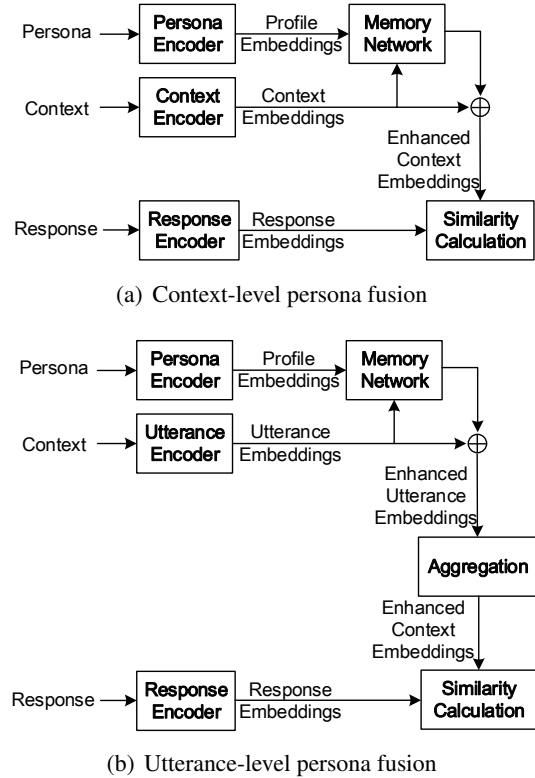 Persona
Persona
Encoder
Profile
Embeddings
Memory
Network
Context
Context
Encoder
Context
Embeddings
Enhanced
Context
Embeddings
Response
Response
Encoder
Response
Embeddings
Similarity
Calculation
(a) Context-level persona fusion
Persona
Persona
Encoder
Profile
Embeddings
Memory
Network
Context
Utterance
Encoder
Utterance
Embeddings
Enhanced
Utterance
Embeddings
Aggregation
Enhanced
Context
Embeddings
Response
Response
Encoder
Response
Embeddings
Similarity
Calculation
(b) Utterance-level persona fusion